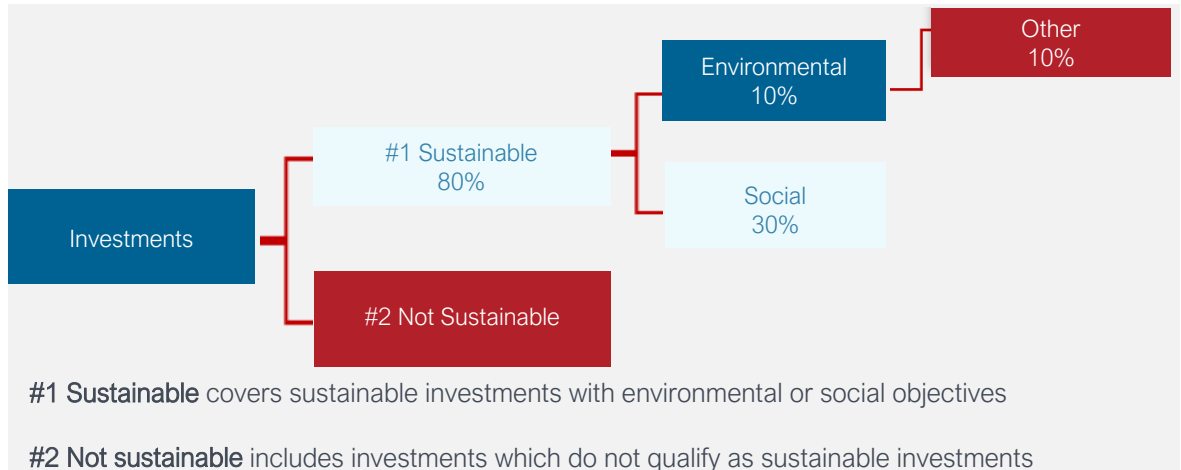 Other
10%
Environmental
10%
#1 Sustainable
80%
Social
30%
Investments
#2 Not Sustainable
#1 Sustainable covers sustainable investments with environmental or social objectives
#2 Not sustainable includes investments which do not qualify as sustainable investments